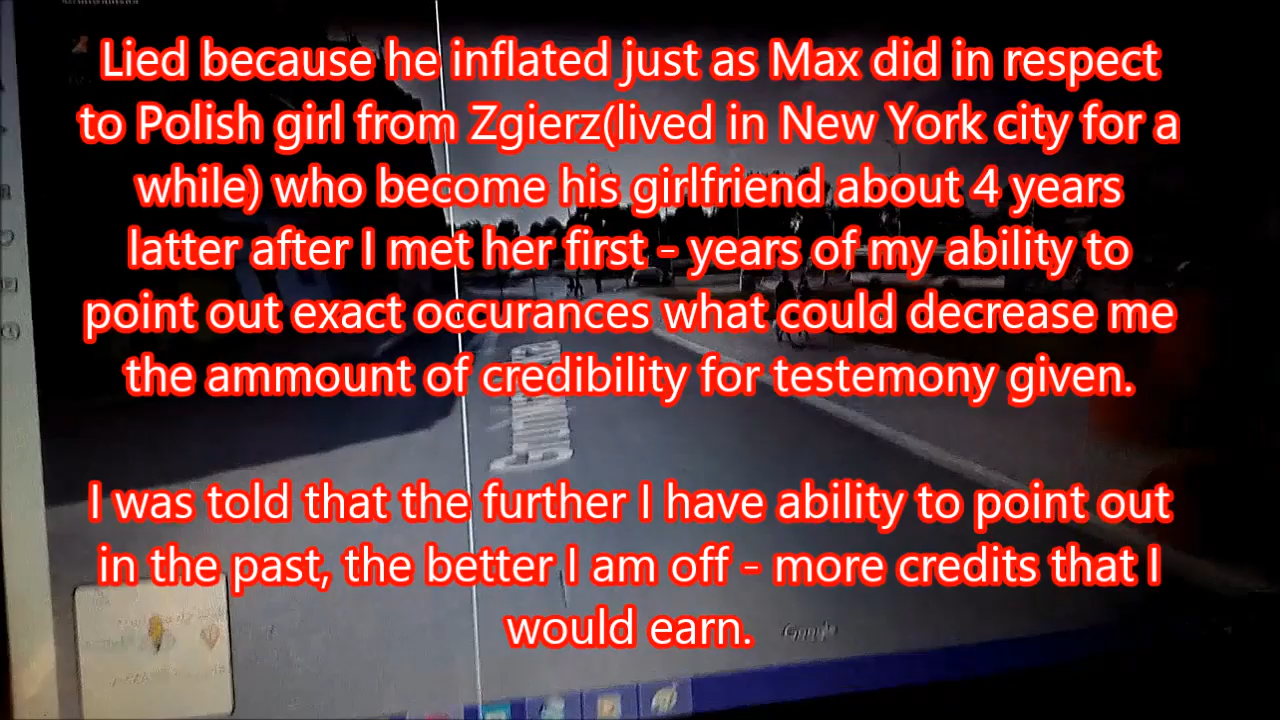 Lied because he inflated just as Max did in respect
to Polish girl from Zgierz(lived in New York city for a
while) who become his girlfriend about 4 years
latter after I met her first - years of my ability to
point out exact occurances what could decrease me
the ammount of credibility for testemony given.
I was told that the further I have ability to point out
in the past, the better I am off - more credits that I
would earn.
Google